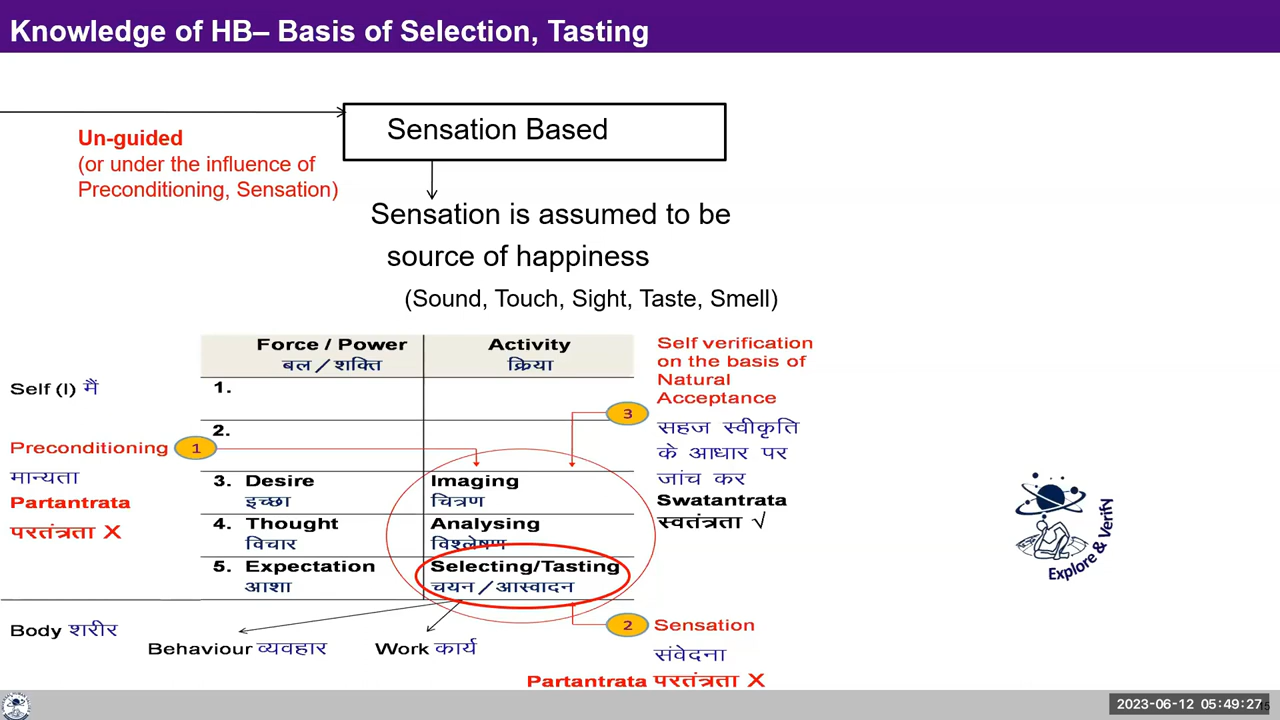 Knowledge of HB– Basis of Selection, Tasting
Un-guided
(or under the influence of
Preconditioning, Sensation)
Sensation Based
Sensation is assumed to be
source of happiness
(Sound, Touch, Sight, Taste, Smell)
Force / Power
बल / शक्ति
Activity
क्रिया
Self (I) मैं
1.
2.
Preconditioning 1
मान्यता
Partantrata
परतंत्रता X
3. Desire
इच्छा
Imaging
चित्रण
4. Thought
विचार
Analysing
विश्लेषण
5. Expectation
आशा
Selecting/Tasting
चयन / आस्वादन
Self verification
on the basis of
Natural
Acceptance
3
सहज स्वीकृति
के आधार पर
जांच कर
Swatantrata
स्वतंत्रता √
Body शरीर
Behaviour व्यवहार
Work कार्य
2 Sensation
संवेदना
Partantrata परतंत्रता X
Explore & Verify
2023-06-12 05:49:27